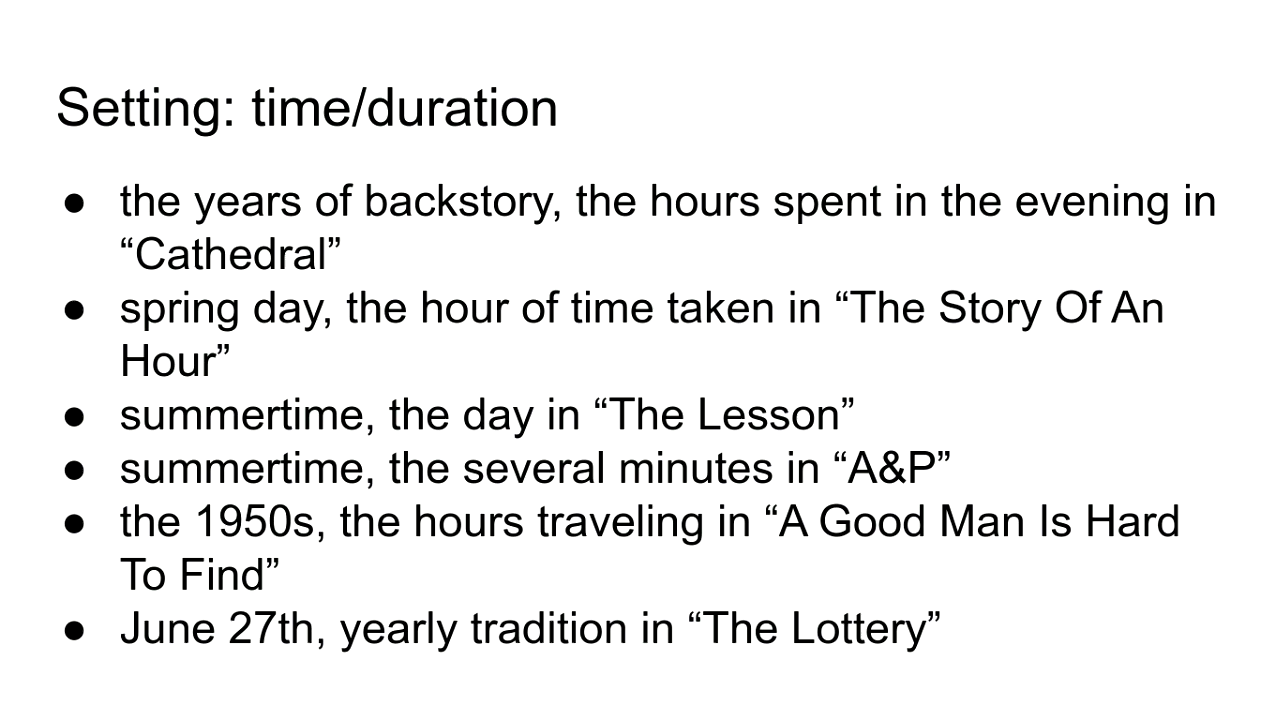 Setting: time/duration
● the years of backstory, the hours spent in the evening in
“Cathedral”
● spring day, the hour of time taken in “The Story Of An
Hour”
● summertime, the day in “The Lesson”
● summertime, the several minutes in “A&P”
● the 1950s, the hours traveling in “A Good Man Is Hard
To Find”
● June 27th, yearly tradition in “The Lottery”